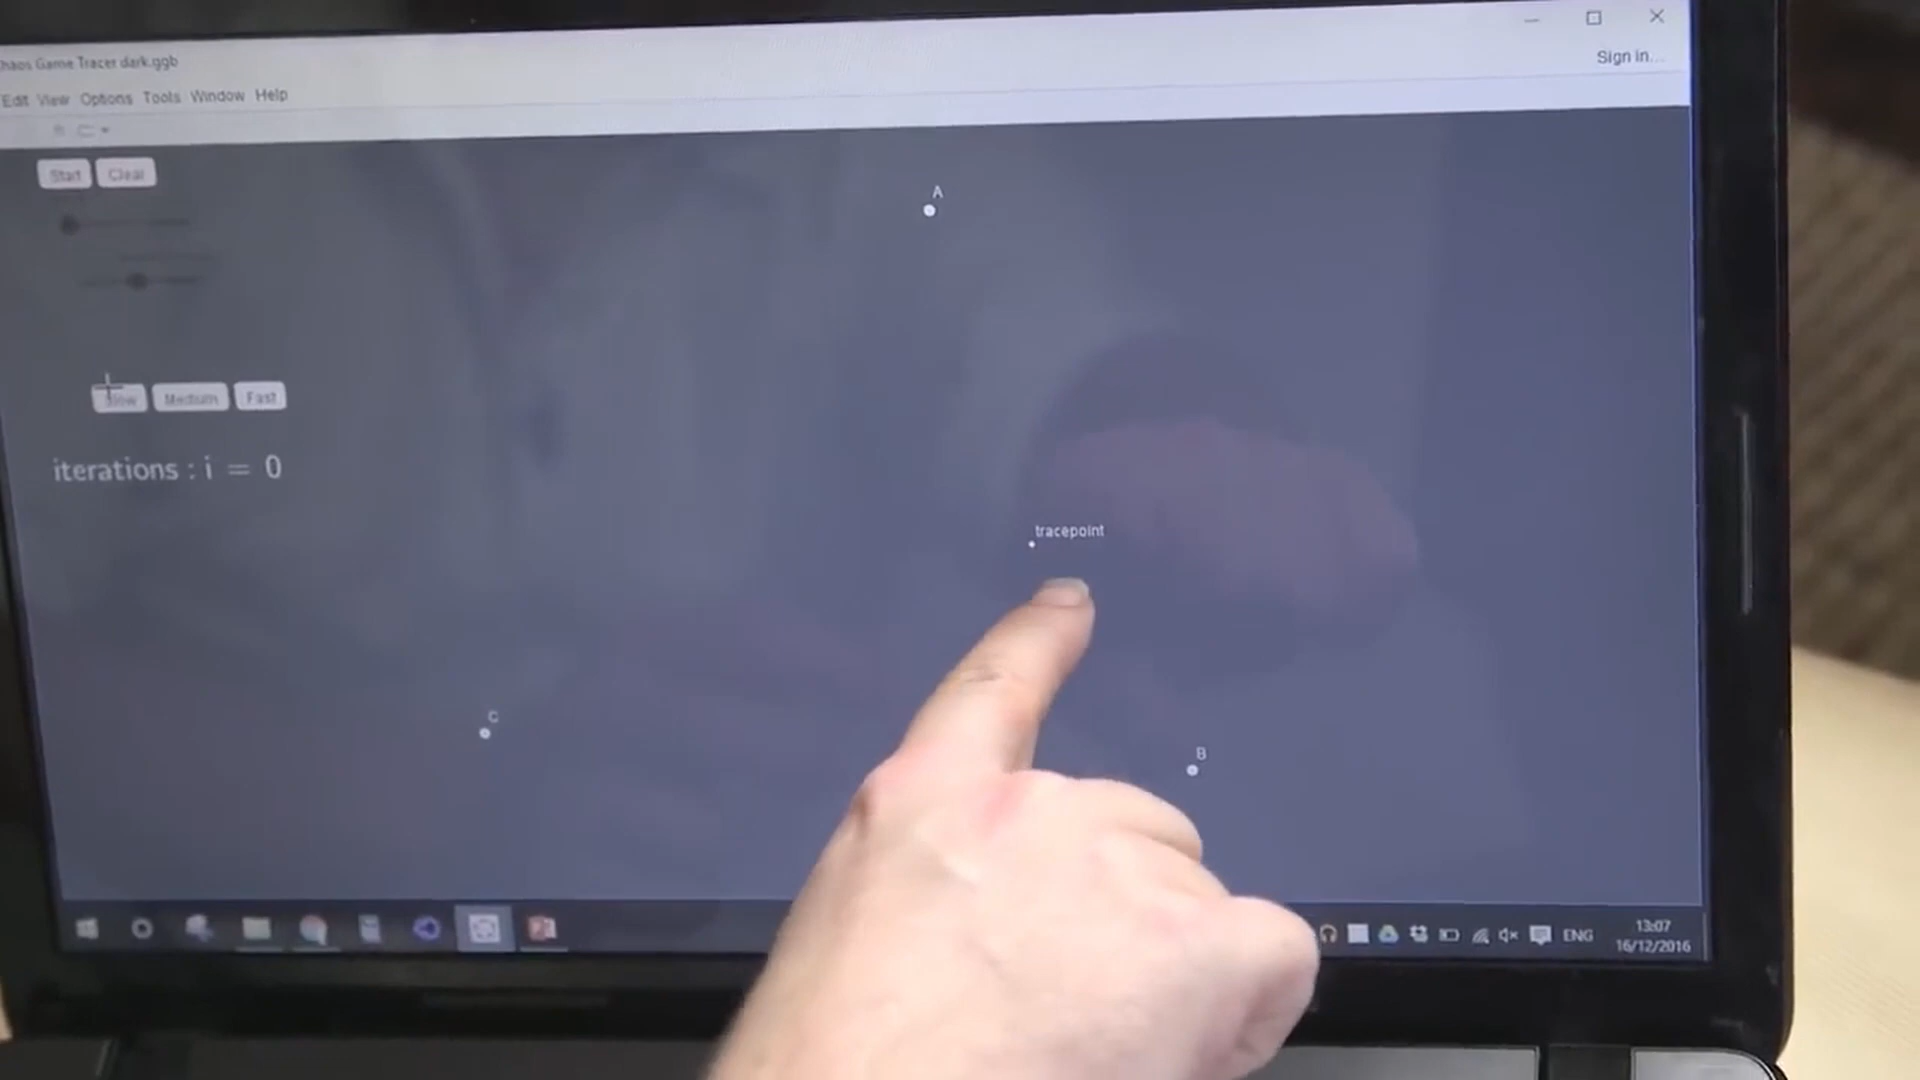 haos Game Tracer dark.ggb
Sign in...
Edit View Options Tools Window Help
Start Clear
A
Slow Medium Fast
iterations : i = 0
tracepoint
C
B
ENG
13:07
16/12/2016